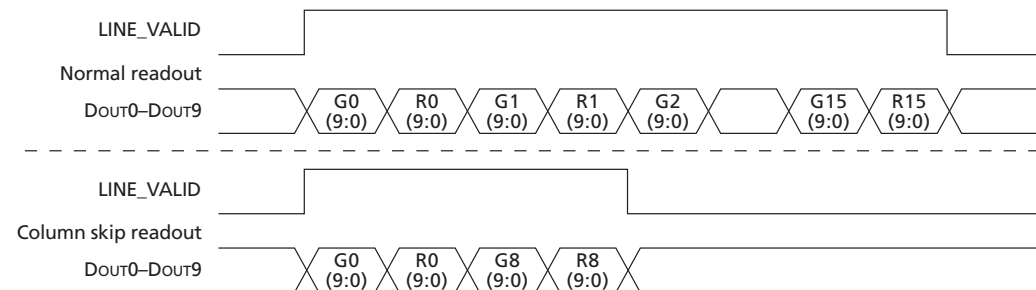 LINE_VALID
Normal readout
DOUT0–DOUT9
G0 (9:0)
R0 (9:0)
G1 (9:0)
R1 (9:0)
G2 (9:0)
G15 (9:0)
R15 (9:0)
LINE_VALID
Column skip readout
DOUT0–DOUT9
G0 (9:0)
R0 (9:0)
G8 (9:0)
R8 (9:0)